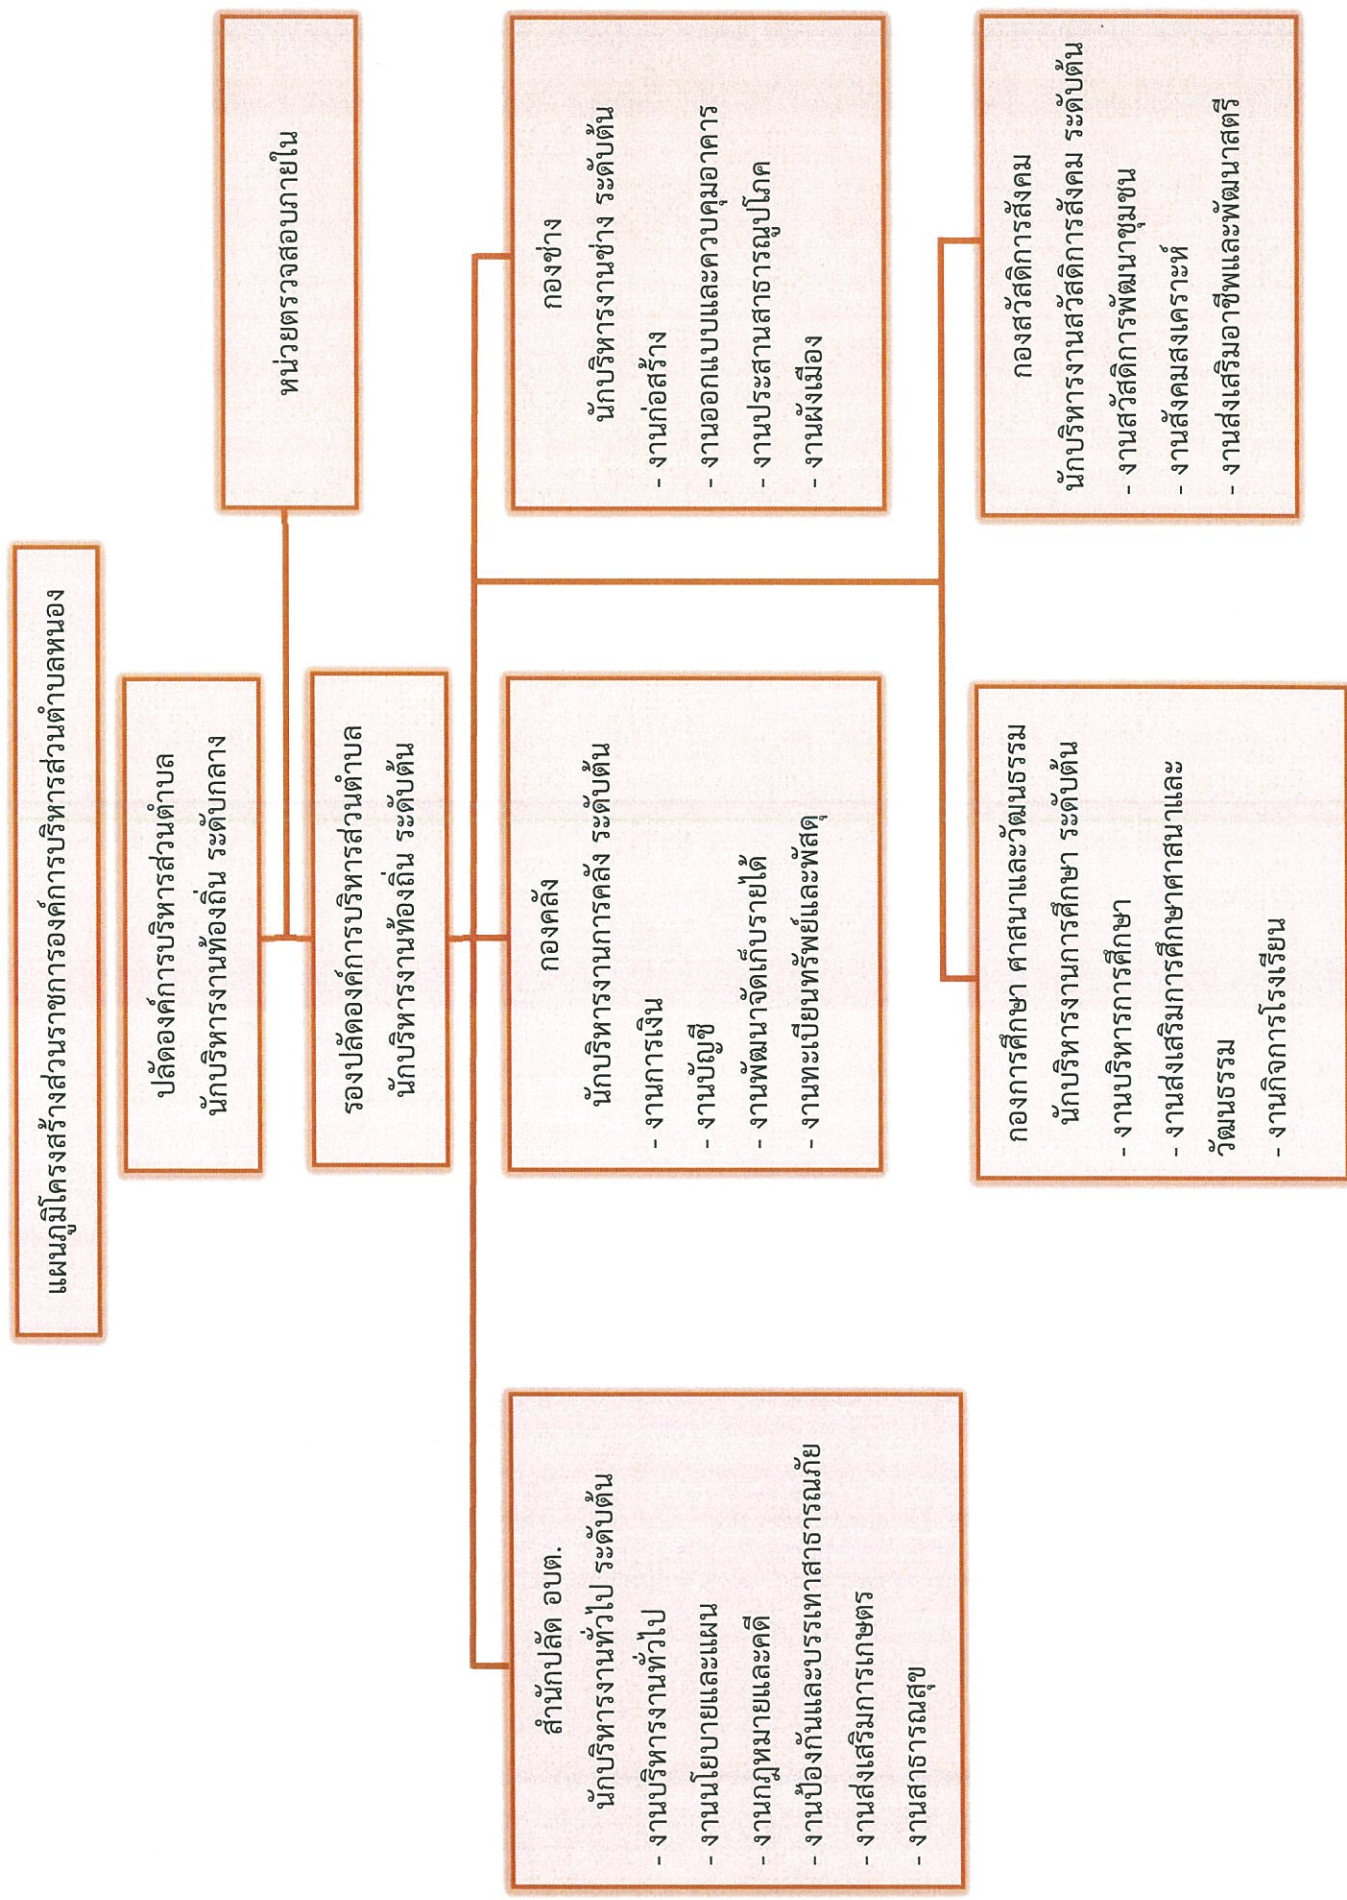 แผนภูมิโครงสร้างส่วนราชการองค์การบริหารส่วนตำบลหนอง
ปลัดองค์การบริหารส่วนตำบล
นักบริหารงานท้องถิ่น ระดับกลาง
หน่วยตรวจสอบภายใน
รองปลัดองค์การบริหารส่วนตำบล
นักบริหารงานท้องถิ่น ระดับต้น
สำนักปลัด อบต.
นักบริหารงานทั่วไป ระดับต้น
- งานบริหารงานทั่วไป
- งานนโยบายและแผน
- งานกฎหมายและคดี
- งานป้องกันและบรรเทาสาธารณภัย
- งานส่งเสริมการเกษตร
- งานสาธารณสุข
กองคลัง
นักบริหารงานการคลัง ระดับต้น
- งานการเงิน
- งานบัญชี
- งานพัฒนาจัดเก็บรายได้
- งานทะเบียนทรัพย์และพัสดุ
กองช่าง
นักบริหารงานช่าง ระดับต้น
- งานก่อสร้าง
- งานออกแบบและควบคุมอาคาร
- งานประสานสาธารณูปโภค
- งานผังเมือง
กองการศึกษา ศาสนาและวัฒนธรรม
นักบริหารงานการศึกษา ระดับต้น
- งานบริหารการศึกษา
- งานส่งเสริมการศึกษาศาสนาและ
วัฒนธรรม
- งานกิจการโรงเรียน
กองสวัสดิการสังคม
นักบริหารงานสวัสดิการสังคม ระดับต้น
- งานสวัสดิการพัฒนาชุมชน
- งานสังคมสงเคราะห์
- งานส่งเสริมอาชีพและพัฒนาสตรี